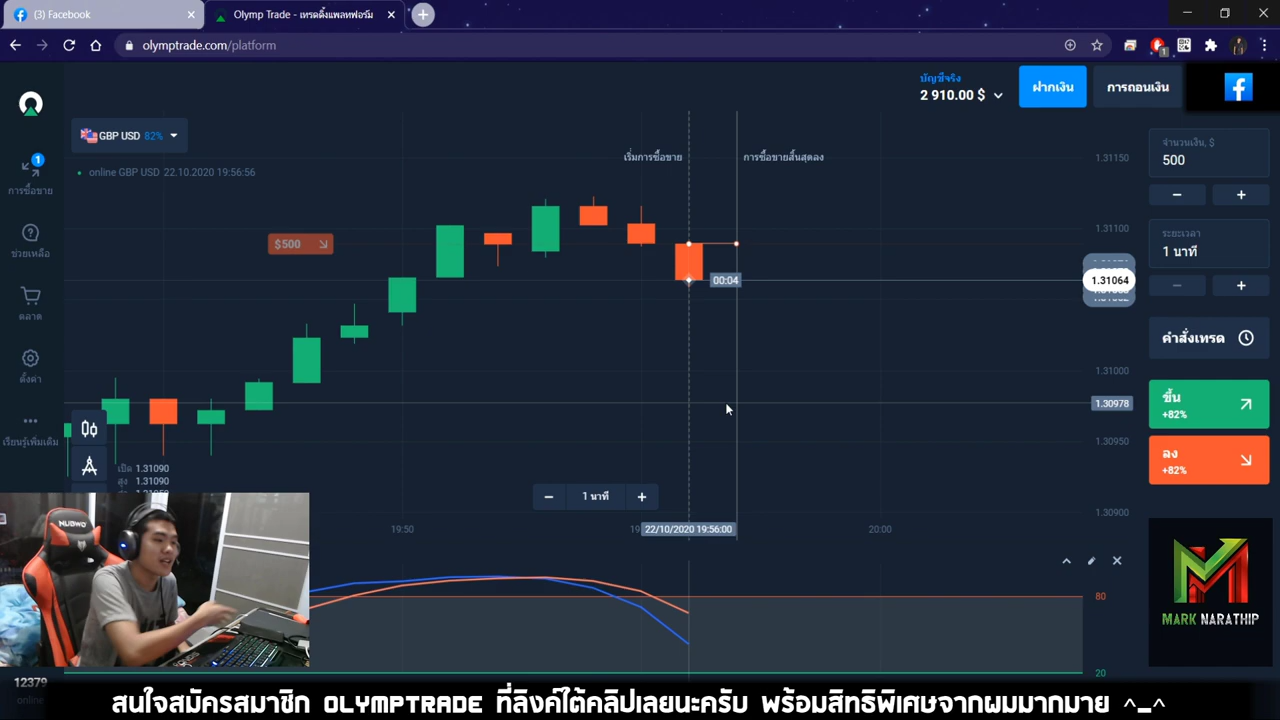 (3) Facebook
Olymp Trade - เทรดดิ้งแพลทฟอร์ม
olymptrade.com/platform
1
บัญชีจริง
2 910.00 $
ฝากเงิน
การถอนเงิน
GBP USD 82%
เริ่มการซื้อขาย
การซื้อขายสิ้นสุดลง
online GBP USD 22.10.2020 19:56:56
1
การซื้อขาย
ช่วยเหลือ
ตลาด
ตั้งค่า
เรียนรู้เพิ่มเติม
$500
00:04
1.31150
1.31100
1.31064
1.31000
1.30978
1.30950
1.30900
จำนวนเงิน, $
500
ระยะเวลา
1 นาที
คำสั่งเทรด
ขึ้น
+82%
ลง
+82%
เปิด 1.31090
สูง 1.31090
1 นาที
19:50
22/10/2020 19:56:00
20:00
80
20
NUBWO
MARK NARATHIP
12379
online
สนใจสมัครสมาชิก OLYMPTRADE ที่ลิงค์ใต้คลิปเลยนะครับ พร้อมสิทธิพิเศษจากผมมากมาย ^_^